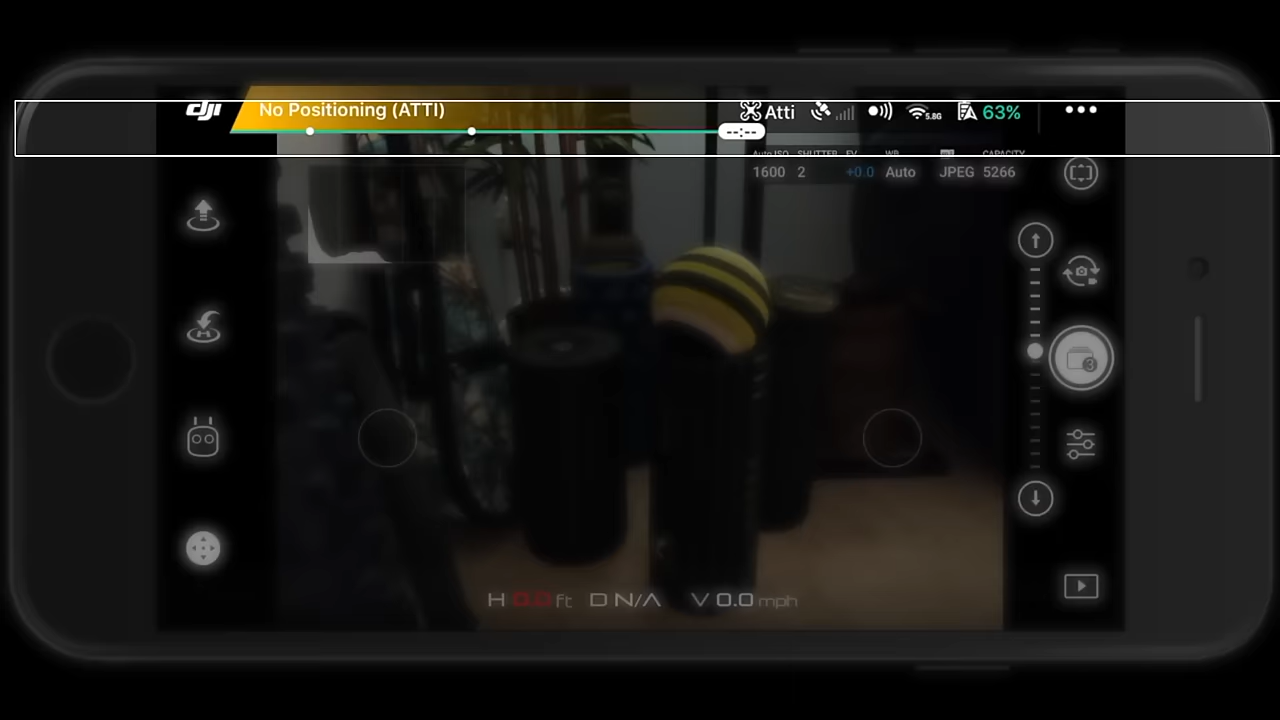 dji No Positioning (ATTI) Atti 5.8G 63%
--:--
Auto ISO SHUTTER EV WB CAPACITY
1600 2 +0.0 Auto JPEG 5266
H
3
H 0.0 ft D N/A V 0.0 mph